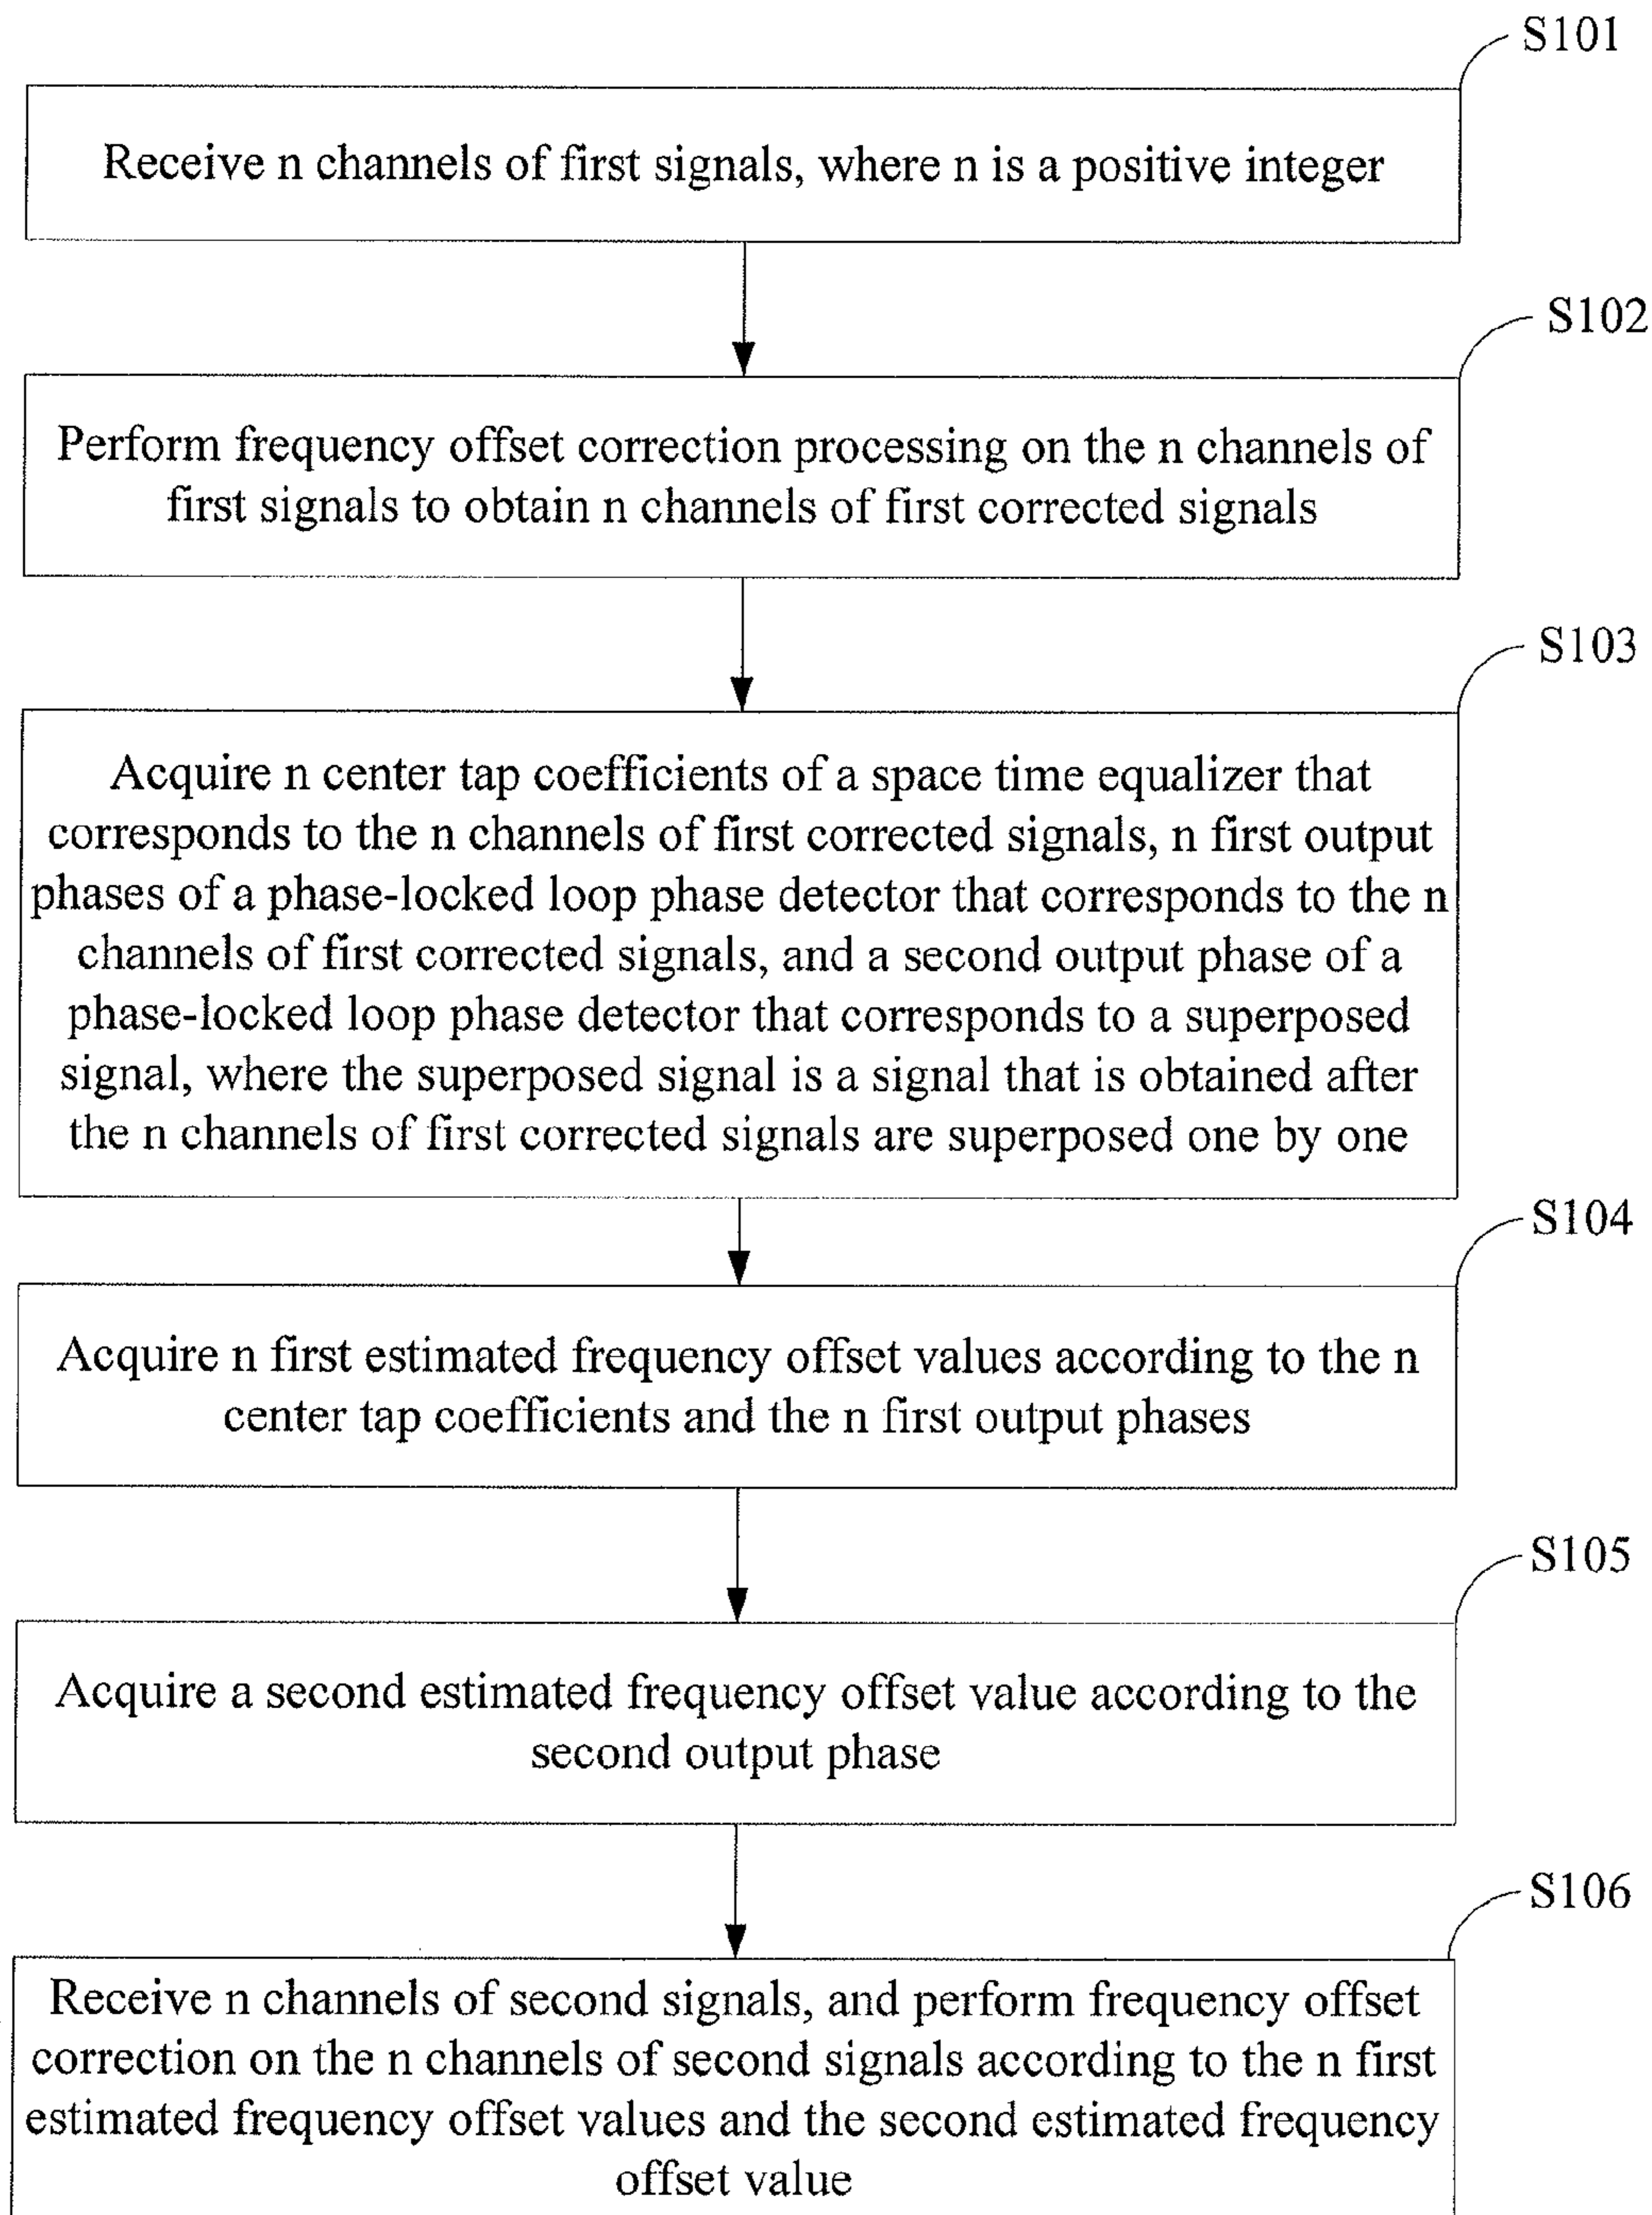 S101
Receive n channels of first signals, where n is a positive integer
S102
Perform frequency offset correction processing on the n channels of
first signals to obtain n channels of first corrected signals
S103
Acquire n center tap coefficients of a space time equalizer that
corresponds to the n channels of first corrected signals, n first output
phases of a phase-locked loop phase detector that corresponds to the n
channels of first corrected signals, and a second output phase of a
phase-locked loop phase detector that corresponds to a superposed
signal, where the superposed signal is a signal that is obtained after
the n channels of first corrected signals are superposed one by one
S104
Acquire n first estimated frequency offset values according to the n
center tap coefficients and the n first output phases
S105
Acquire a second estimated frequency offset value according to the
second output phase
S106
Receive n channels of second signals, and perform frequency offset
correction on the n channels of second signals according to the n first
estimated frequency offset values and the second estimated frequency
offset value